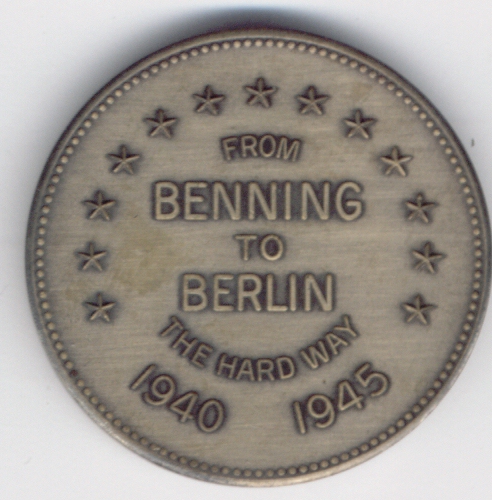 FROM
BENNING
TO
BERLIN
THE HARD WAY
1940 1945